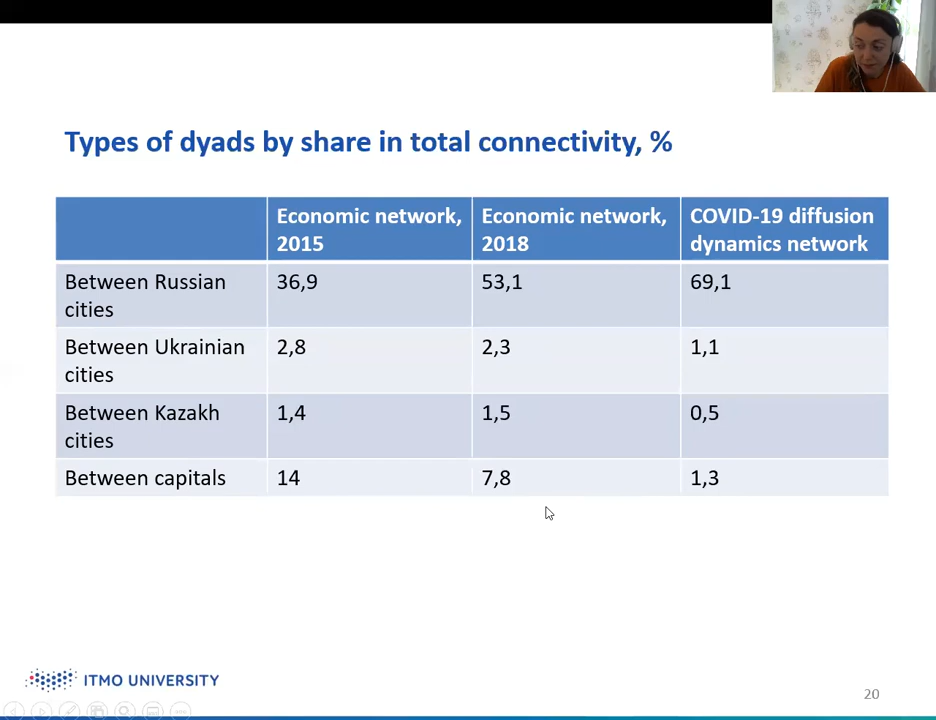 Types of dyads by share in total connectivity, %
Economic network,
2015
Economic network,
2018
COVID-19 diffusion
dynamics network
Between Russian
cities
36,9
53,1
69,1
Between Ukrainian
cities
2,8
2,3
1,1
Between Kazakh
cities
1,4
1,5
0,5
Between capitals
14
7,8
1,3
ITMO UNIVERSITY
20